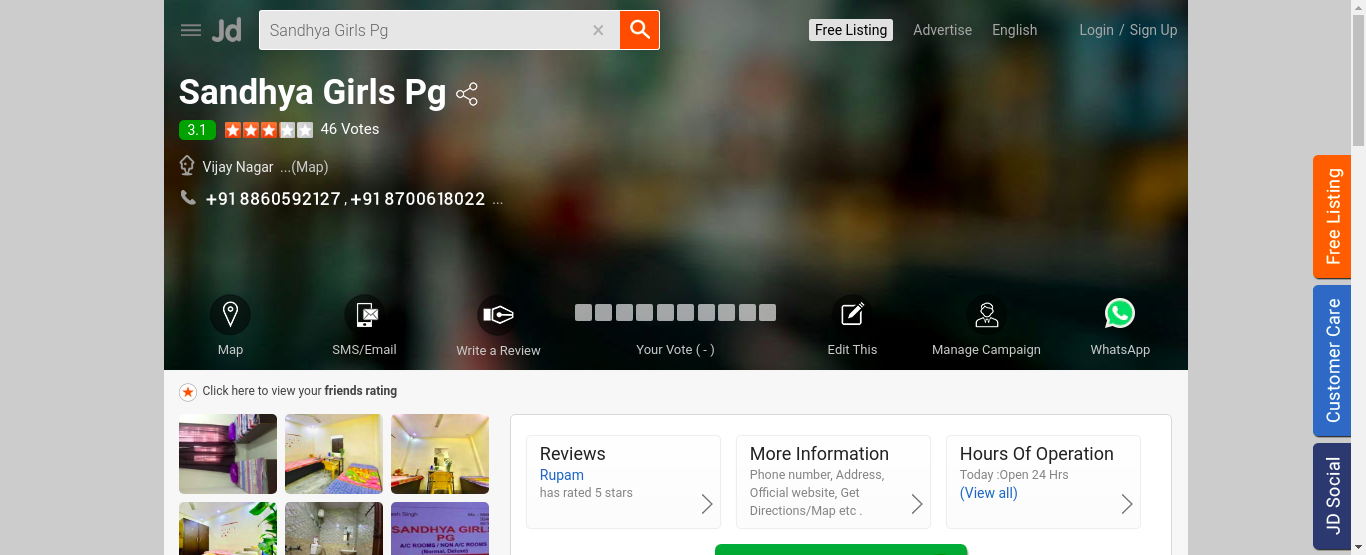 Jd
Sandhya Girls Pg
Free Listing
Advertise
English
Login / Sign Up
Sandhya Girls Pg
3.1
46 Votes
Vijay Nagar ...(Map)
+91 8860592127 , +91 8700618022 ...
Map
SMS/Email
Write a Review
Your Vote ( - )
Edit This
Manage Campaign
WhatsApp
Click here to view your friends rating
Reviews
Rupam
has rated 5 stars
More Information
Phone number, Address,
Official website, Get
Directions/Map etc .
Hours Of Operation
Today :Open 24 Hrs
(View all)
SANDHYA GIRL
PG
A/C ROOMS / NON A/C ROOMS
(Normal, Deluxe)
Free Listing
Customer Care
JD Social